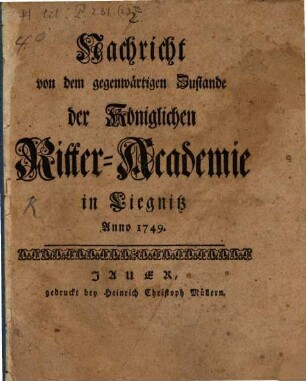 Nachricht
von dem gegenwärtigen Zustande
der Königlichen
Ritter-Academie
in Liegnitz
Anno 1749.
JAUER,
gedruckt bey Heinrich Christoph Müllern.